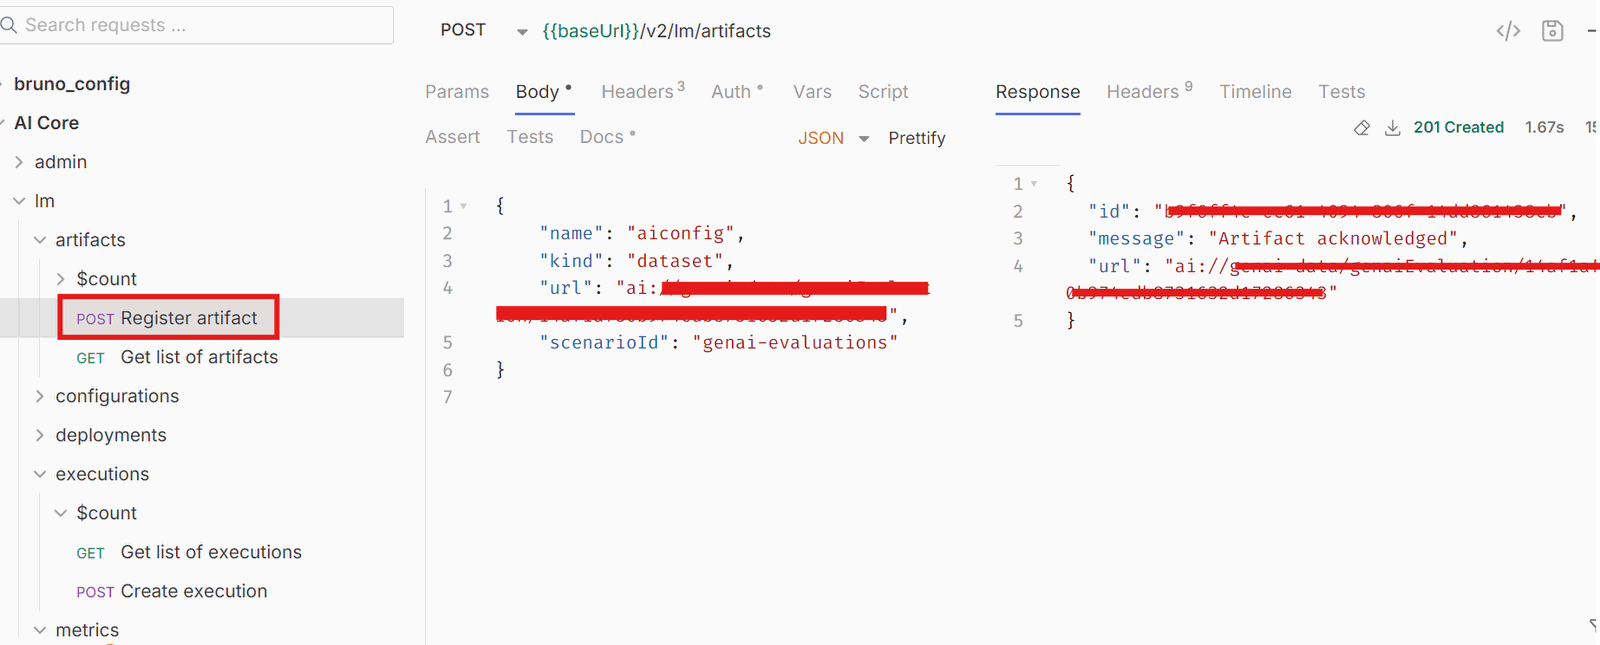 Search requests ...
bruno_config
AI Core
admin
lm
artifacts
$count
POST Register artifact
GET Get list of artifacts
configurations
deployments
executions
$count
GET Get list of executions
POST Create execution
metrics
POST {{baseUrl}}/v2/lm/artifacts
Params Body Headers 3 Auth Vars Script
Assert Tests Docs JSON Prettify
1 {
2 "name": "aiconfig",
3 "kind": "dataset",
4 "url": "ai:
",
5 "scenarioId": "genai-evaluations"
6 }
7
Response Headers 9 Timeline Tests
201 Created 1.67s
1 {
2 "id": "
",
3 "message": "Artifact acknowledged",
4 "url": "ai://
"
5 }